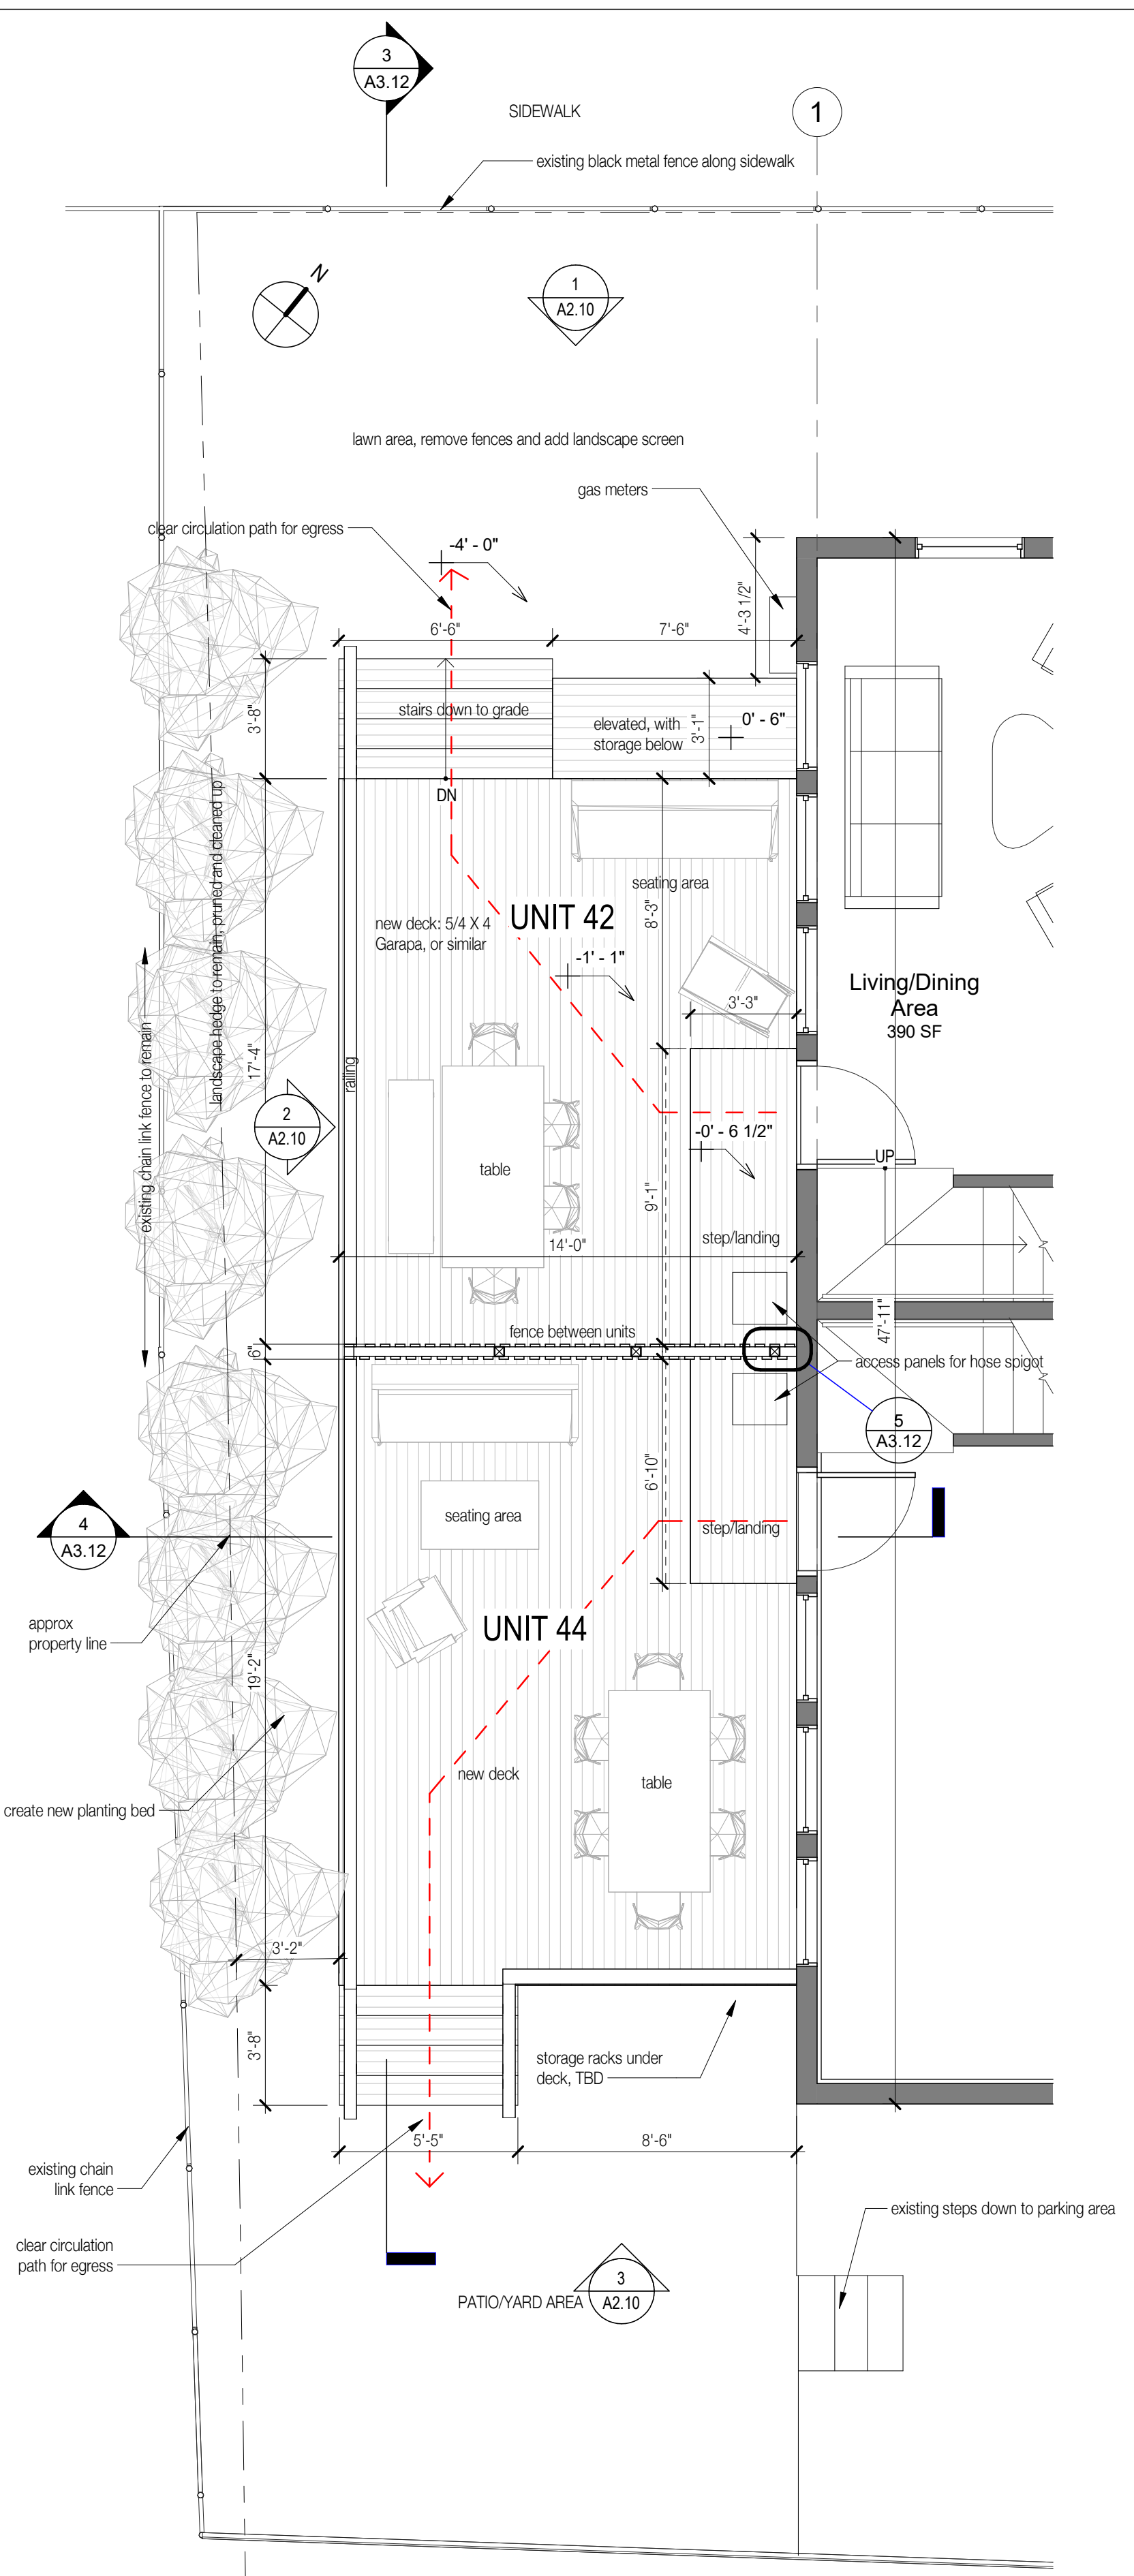 3
A3.12
SIDEWALK
1
existing black metal fence along sidewalk
N
1
A2.10
lawn area, remove fences and add landscape screen
gas meters
clear circulation path for egress
-4' - 0"
4'-3 1/2"
6'-6"
7'-6"
3'-8"
stairs down to grade
elevated, with
storage below
3'-1"
0' - 6"
DN
landscape hedge to remain, pruned and cleaned up
seating area
8'-3"
new deck: 5/4 X 4
Garapa, or similar
UNIT 42
-1' - 1"
3'-3"
Living/Dining
Area
390 SF
existing chain link fence to remain
17'-4"
railing
2
A2.10
-0' - 6 1/2"
UP
table
9'-1"
step/landing
14'-0"
47'-11"
fence between units
6"
access panels for hose spigot
5
A3.12
6'-10"
seating area
step/landing
4
A3.12
approx
property line
UNIT 44
19'-2"
new deck
table
create new planting bed
3'-2"
3'-8"
storage racks under
deck, TBD
5'-5"
8'-6"
existing chain
link fence
existing steps down to parking area
clear circulation
path for egress
PATIO/YARD AREA
3
A2.10